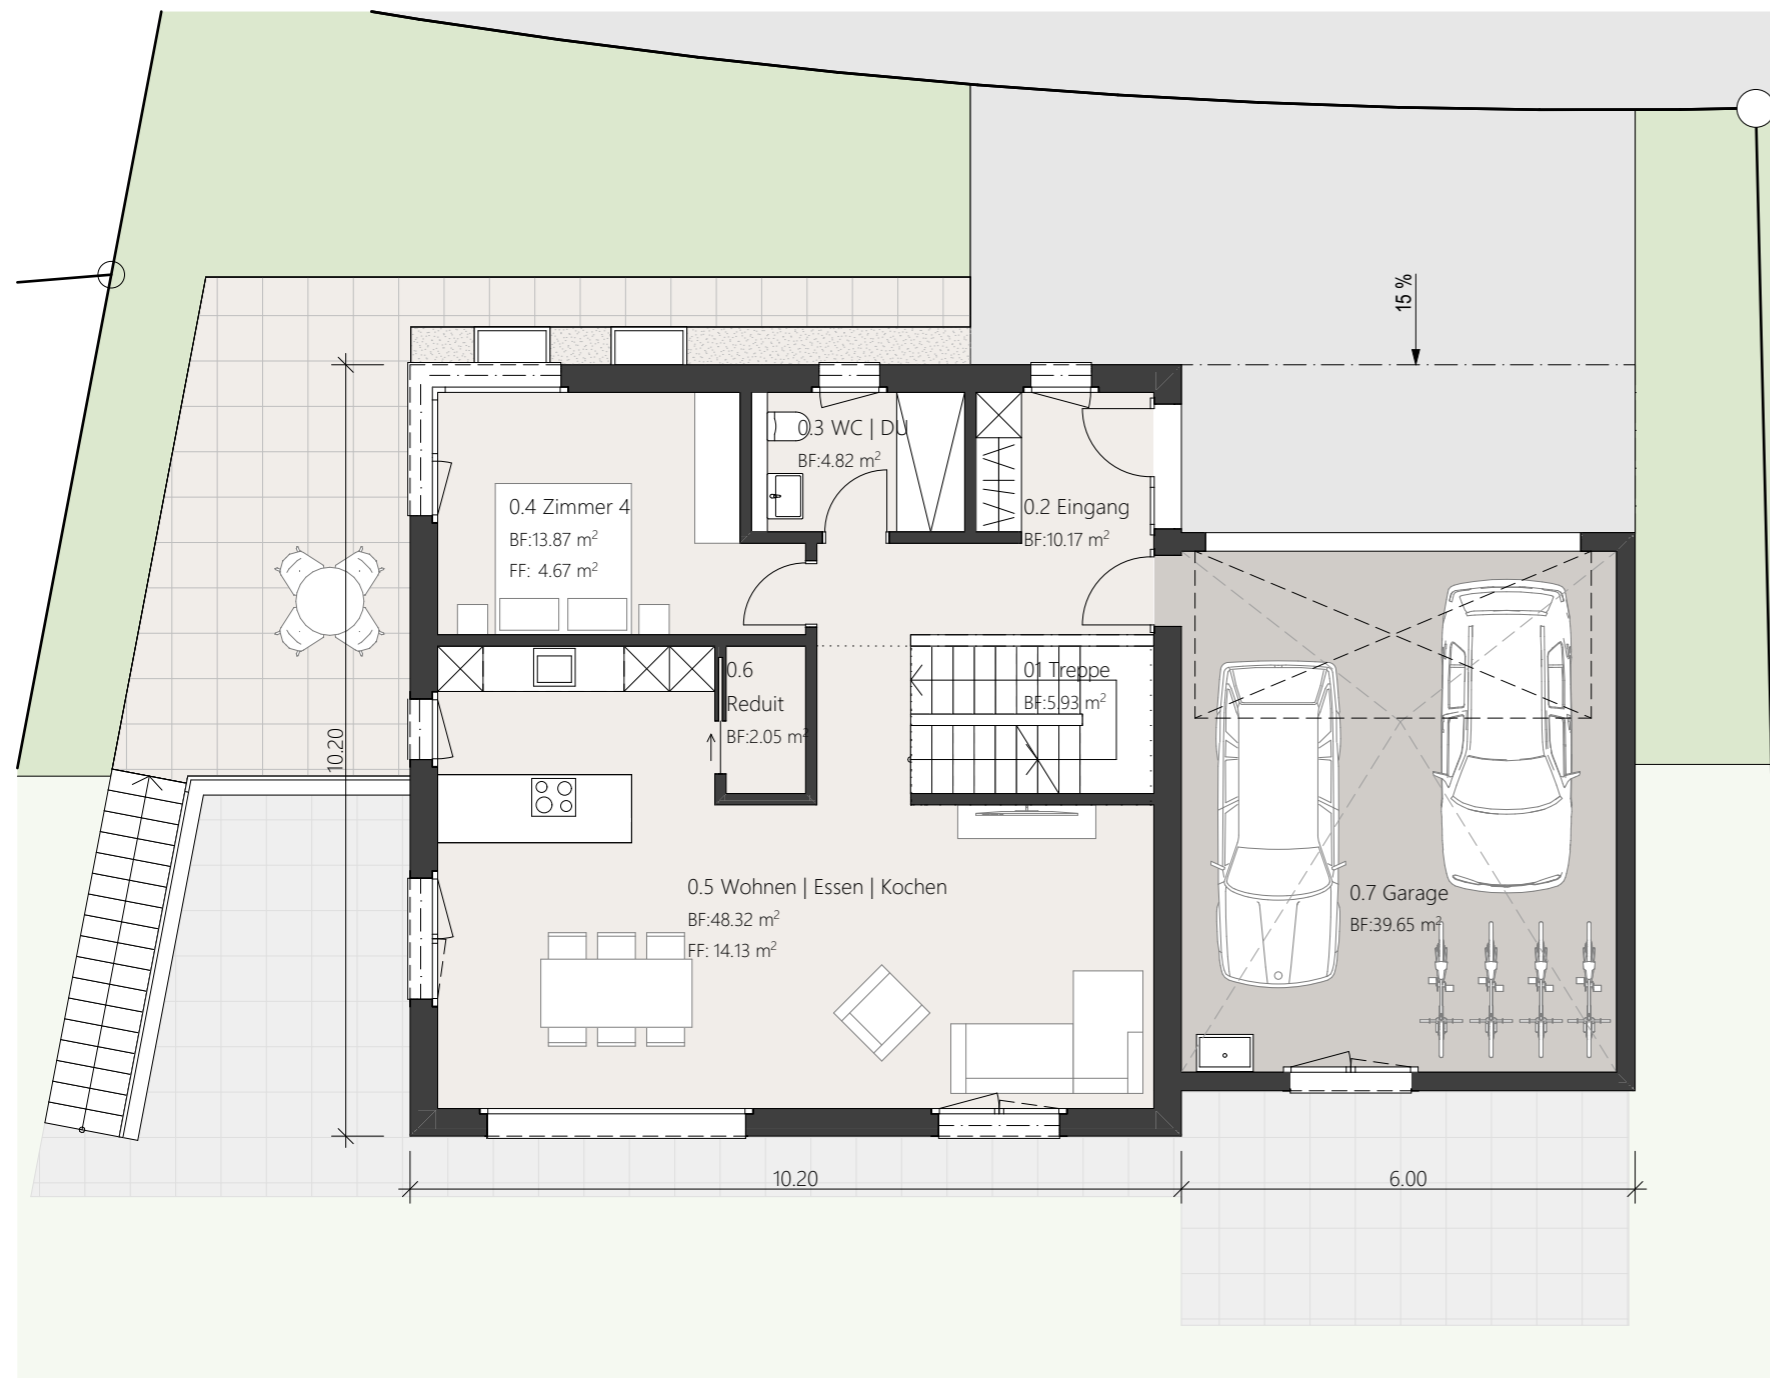 15 %
0.3 WC | DU
BF:4.82 m²
0.4 Zimmer 4
BF:13.87 m²
FF: 4.67 m²
0.2 Eingang
BF:10.17 m²
0.6
Reduit
BF:2.05 m²
01 Treppe
BF:5.93 m²
10.20
0.5 Wohnen | Essen | Kochen
BF:48.32 m²
FF: 14.13 m²
0.7 Garage
BF:39.65 m²
10.20
6.00